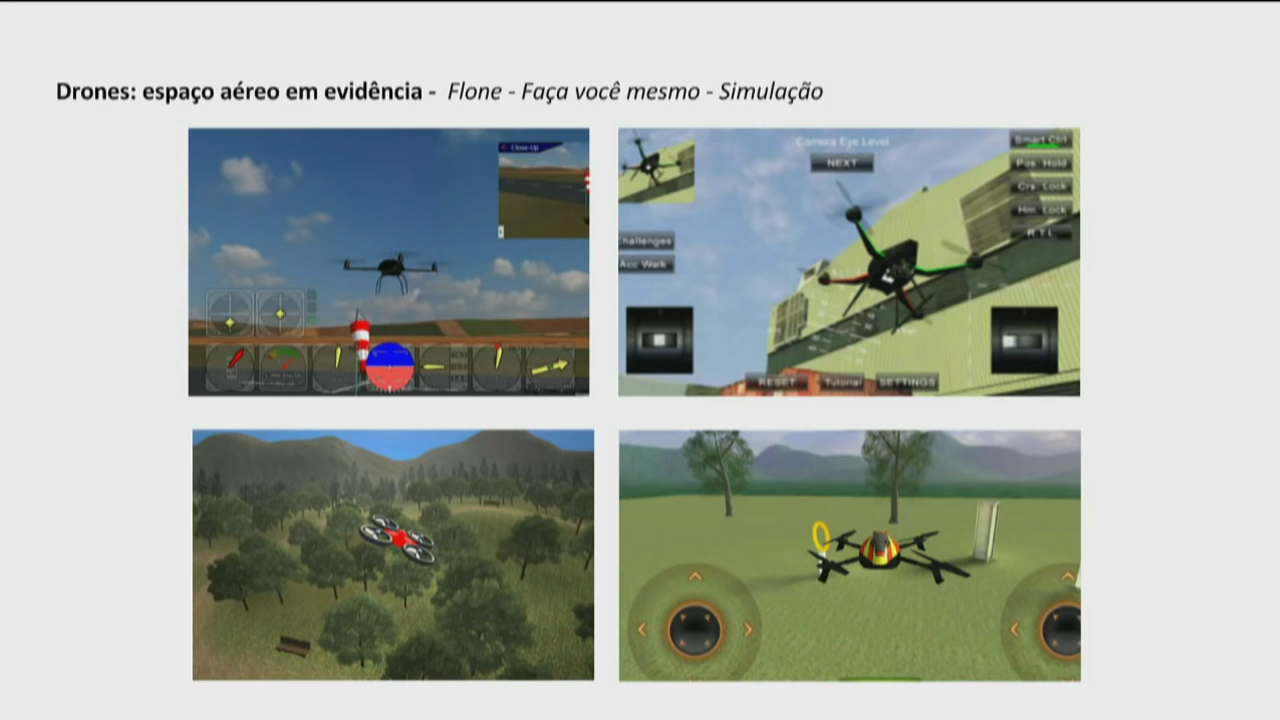 Drones: espaço aéreo em evidência - Flone - Faça você mesmo - Simulação
Close-Up
Camera Eye Level
NEXT
Smart Ctrl
Pos Hold
Crs Lock
Hm. Lock
R.T.L
Challenges
Acc Walk
RESET
Tutorial
SETTINGS